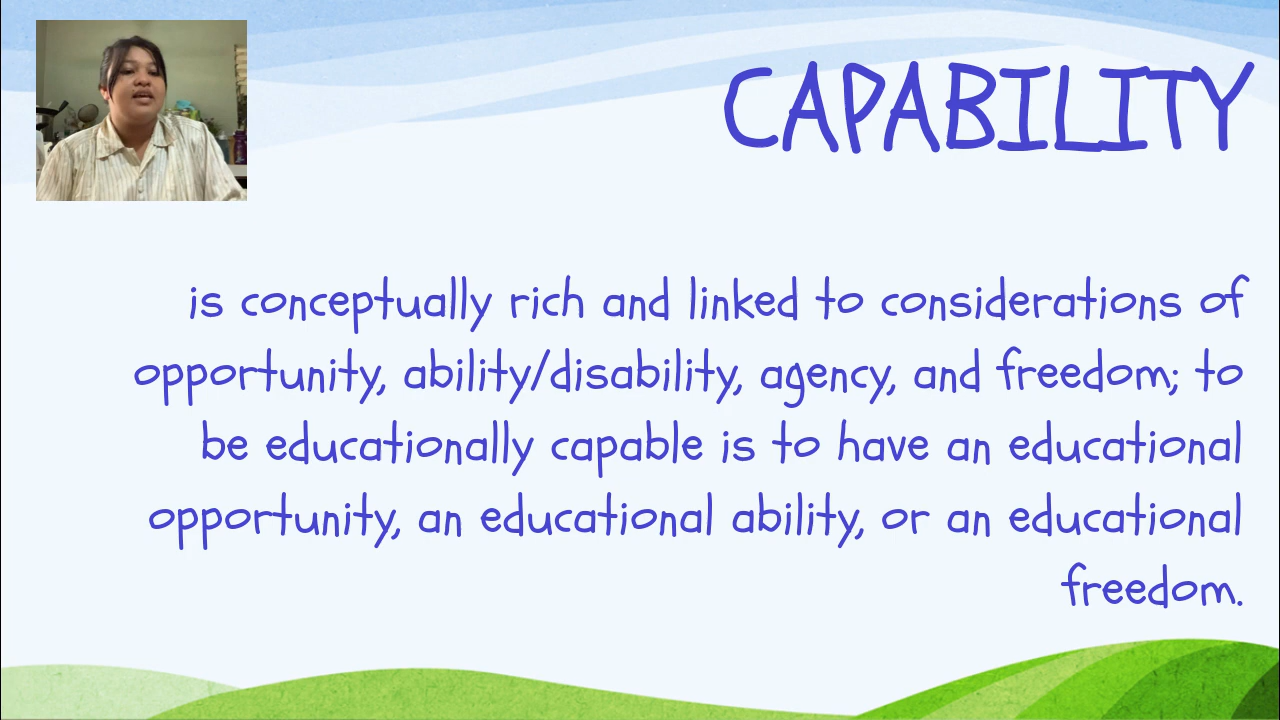 CAPABILITY
is conceptually rich and linked to considerations of
opportunity, ability/disability, agency, and freedom; to
be educationally capable is to have an educational
opportunity, an educational ability, or an educational
freedom.